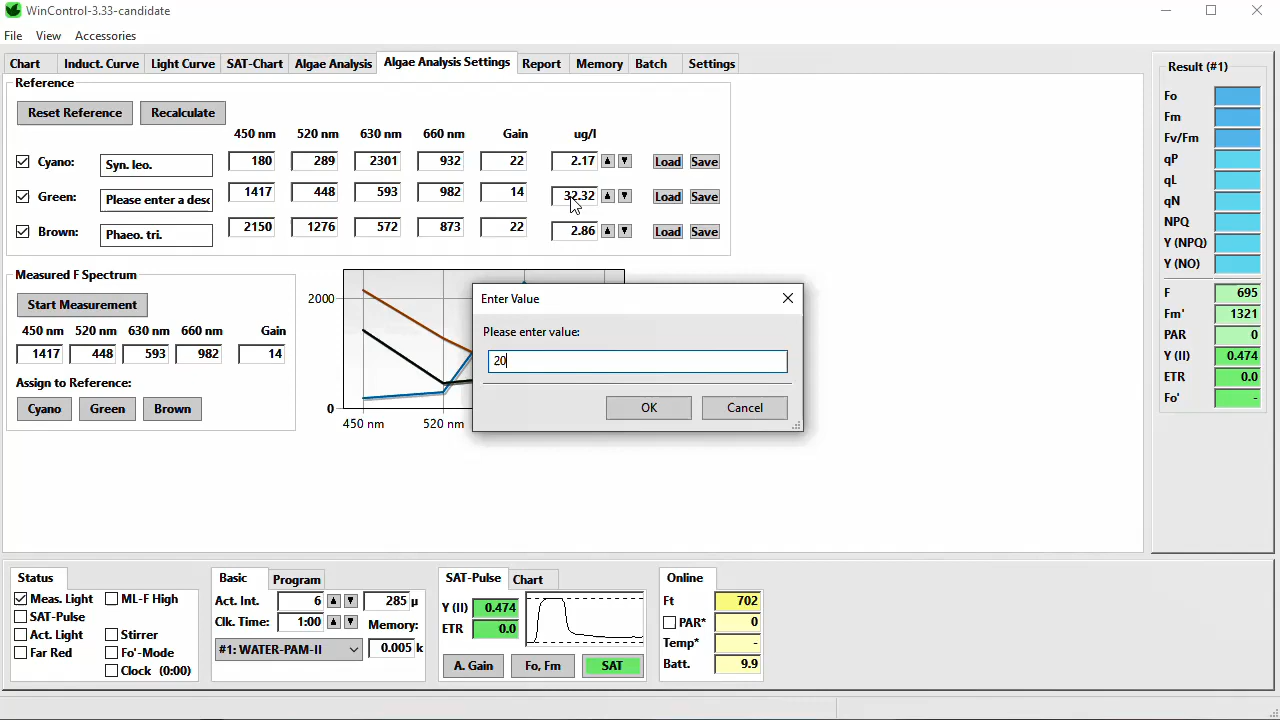 WinControl-3.33-candidate
File View Accessories
Chart Induct. Curve Light Curve SAT-Chart Algae Analysis Algae Analysis Settings Report Memory Batch Settings
Reference
Reset Reference Recalculate
450 nm 520 nm 630 nm 660 nm Gain ug/l
Cyano: Syn. leo. 180 289 2301 932 22 2.17 Load Save
Green: Please enter a desc 1417 448 593 982 14 32.32 Load Save
Brown: Phaeo. tri. 2150 1276 572 873 22 2.86 Load Save
Measured F Spectrum
Start Measurement
450 nm 520 nm 630 nm 660 nm Gain
1417 448 593 982 14
Assign to Reference:
Cyano Green Brown
2000
0
450 nm 520 nm
Enter Value
Please enter value:
20
OK Cancel
Result (#1)
Fo
Fm
Fv/Fm
qP
qL
qN
NPQ
Y (NPQ)
Y (NO)
F 695
Fm' 1321
PAR 0
Y (II) 0.474
ETR 0.0
Fo' -
Status
Meas. Light ML-F High
SAT-Pulse
Act. Light Stirrer
Far Red Fo'-Mode
Clock (0:00)
Basic Program
Act. Int. 6 285 µ
Clk. Time: 1:00 Memory:
#1: WATER-PAM-II 0.005 k
SAT-Pulse Chart
Y (II) 0.474
ETR 0.0
A. Gain Fo, Fm SAT
Online
Ft 702
PAR* 0
Temp* -
Batt. 9.9